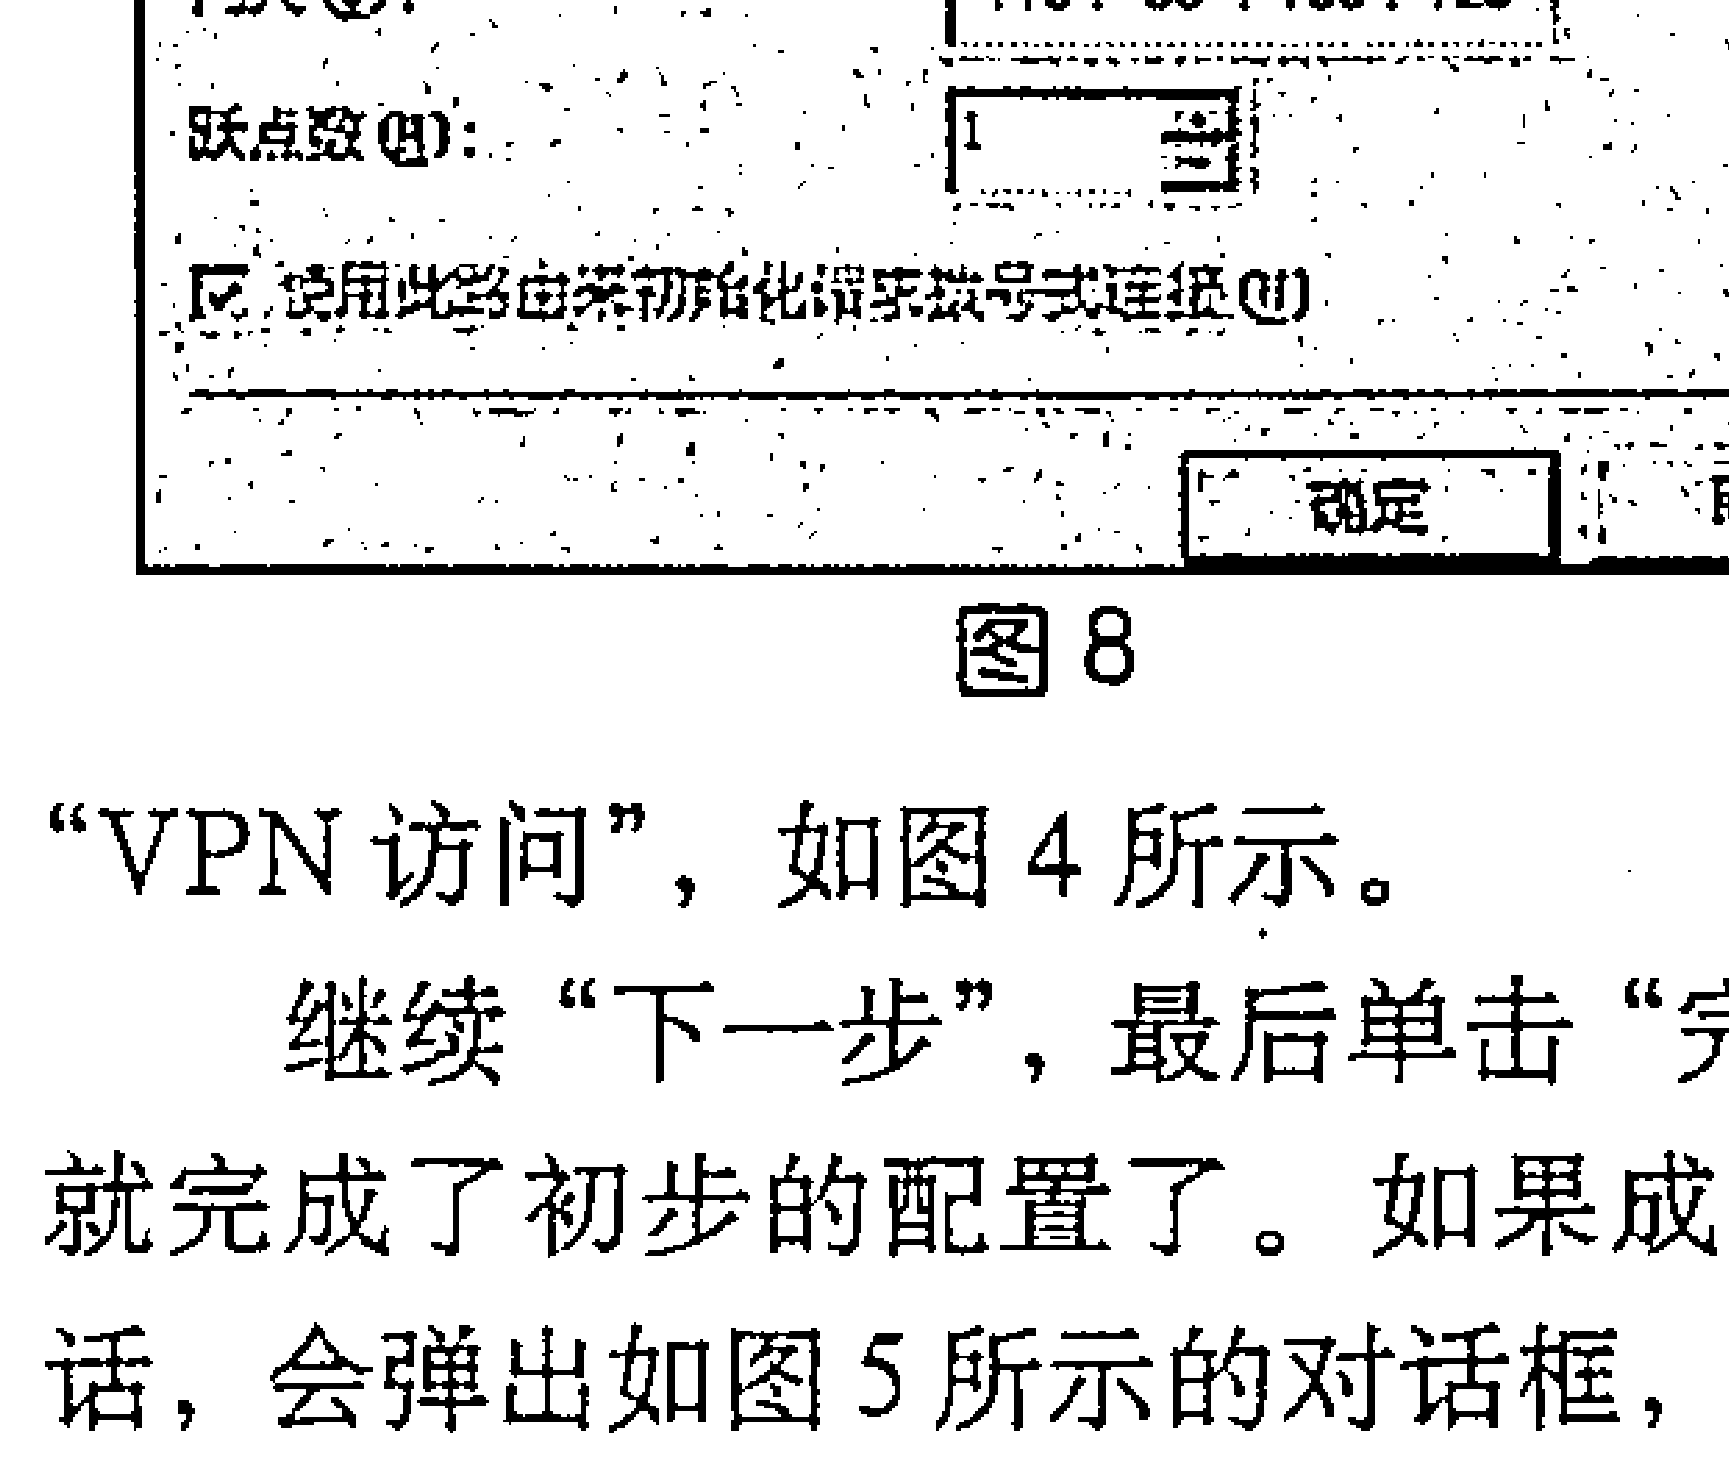 跃点数(H):
1
使用此路由来初始化请求拨号式连接(U)
确定
图 8
“VPN 访问”，如图 4 所示。
继续“下一步”，最后单击“完
就完成了初步的配置了。如果成
话，会弹出如图 5 所示的对话框，